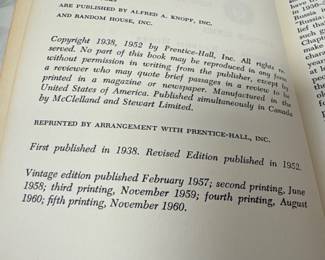 ARE PUBLISHED BY ALFRED A. KNOPF, INC.
AND RANDOM HOUSE, INC.
Copyright 1938, 1952 by Prentice-Hall, Inc. All rights re-
served. No part of this book may be reproduced in any form
without permission in writing from the publisher, except by
a reviewer who may quote brief passages in a review to be
printed in a magazine or newspaper. Manufactured in the
United States of America. Published simultaneously in Canada
by McClelland and Stewart Limited.
REPRINTED BY ARRANGEMENT WITH PRENTICE-HALL, INC.
First published in 1938. Revised Edition published in 1952.
Vintage edition published February 1957; second printing, June
1958; third printing, November 1959; fourth printing, August
1960; fifth printing, November 1960.
1930-
Russia
lief tha